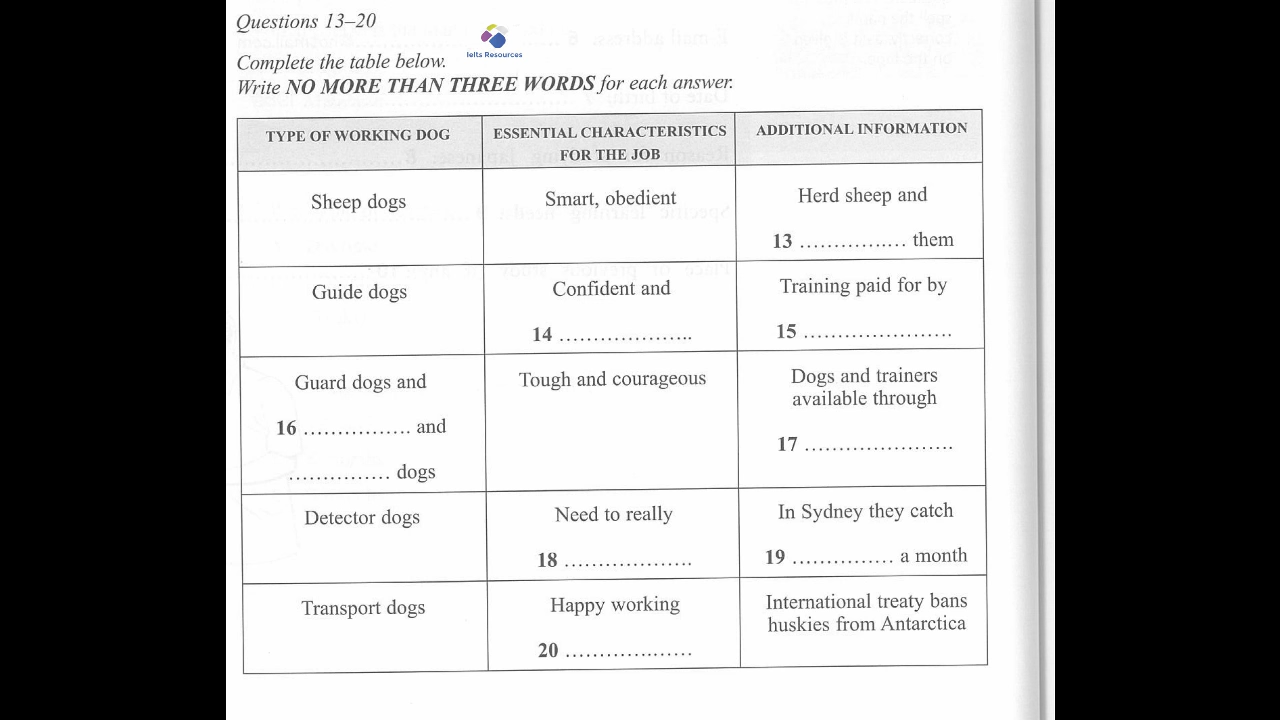 Questions 13–20
Ielts Resources
Complete the table below.
Write NO MORE THAN THREE WORDS for each answer.
TYPE OF WORKING DOG
ESSENTIAL CHARACTERISTICS
FOR THE JOB
ADDITIONAL INFORMATION
Sheep dogs
Smart, obedient
Herd sheep and
13 .................. them
Guide dogs
Confident and
14 ...................
Training paid for by
15 .....................
Guard dogs and
16 ................ and
............... dogs
Tough and courageous
Dogs and trainers
available through
17 .....................
Detector dogs
Need to really
18 ..................
In Sydney they catch
19 ............... a month
Transport dogs
Happy working
20 ...................
International treaty bans
huskies from Antarctica